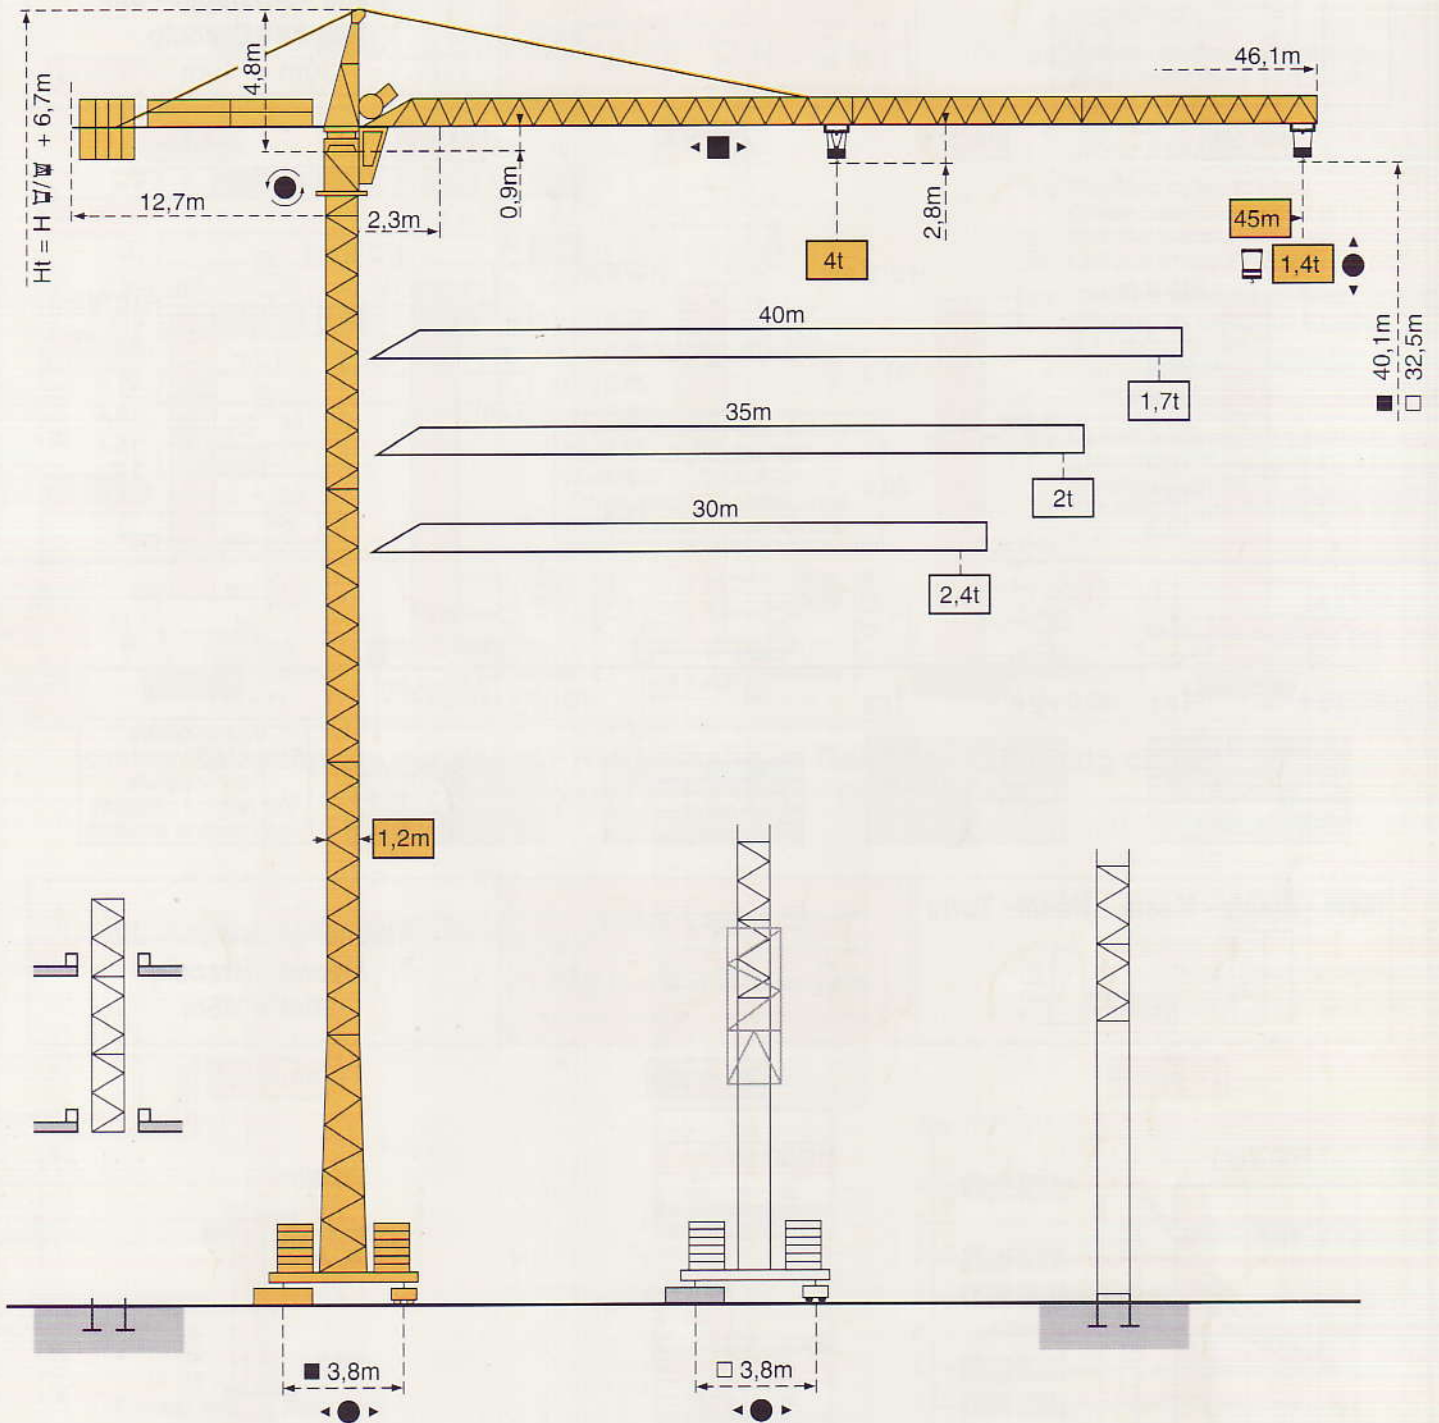 46,1m
4,8m
Ht = H + 6,7m
0,9m
12,7m
2,3m
2,8m
45m
4t
1,4t
40m
40,1m
32,5m
1,7t
35m
2t
30m
2,4t
1,2m
3,8m
3,8m